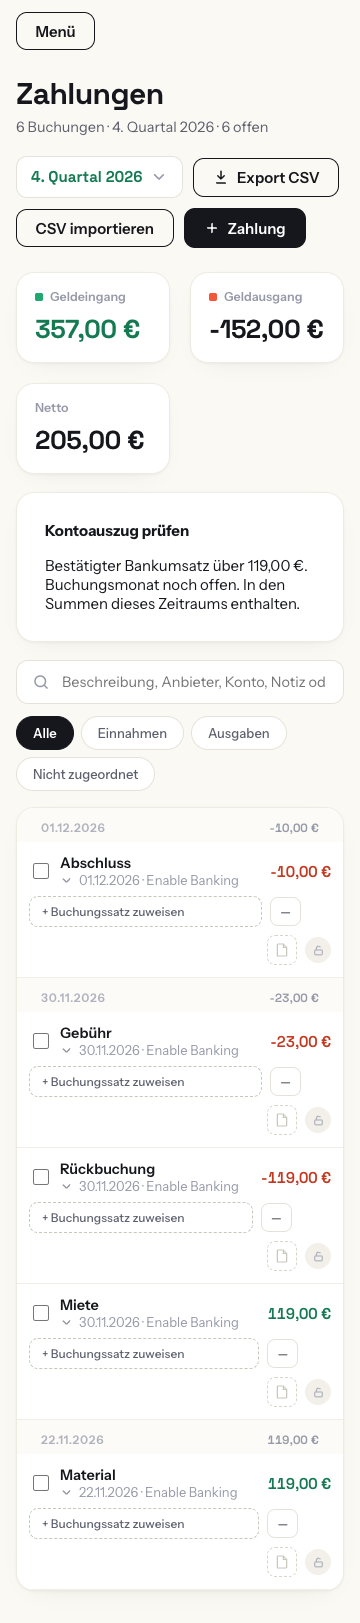 Menü
Zahlungen
6 Buchungen · 4. Quartal 2026 · 6 offen
4. Quartal 2026
Export CSV
CSV importieren
+ Zahlung
Geldeingang
357,00 €
Geldausgang
-152,00 €
Netto
205,00 €
Kontoauszug prüfen
Bestätigter Bankumsatz über 119,00 €.
Buchungsmonat noch offen. In den
Summen dieses Zeitraums enthalten.
Beschreibung, Anbieter, Konto, Notiz od
Alle
Einnahmen
Ausgaben
Nicht zugeordnet
01.12.2026 -10,00 €
Abschluss -10,00 €
01.12.2026 · Enable Banking
+ Buchungssatz zuweisen –
30.11.2026 -23,00 €
Gebühr -23,00 €
30.11.2026 · Enable Banking
+ Buchungssatz zuweisen –
Rückbuchung -119,00 €
30.11.2026 · Enable Banking
+ Buchungssatz zuweisen –
Miete 119,00 €
30.11.2026 · Enable Banking
+ Buchungssatz zuweisen –
22.11.2026 119,00 €
Material 119,00 €
22.11.2026 · Enable Banking
+ Buchungssatz zuweisen –